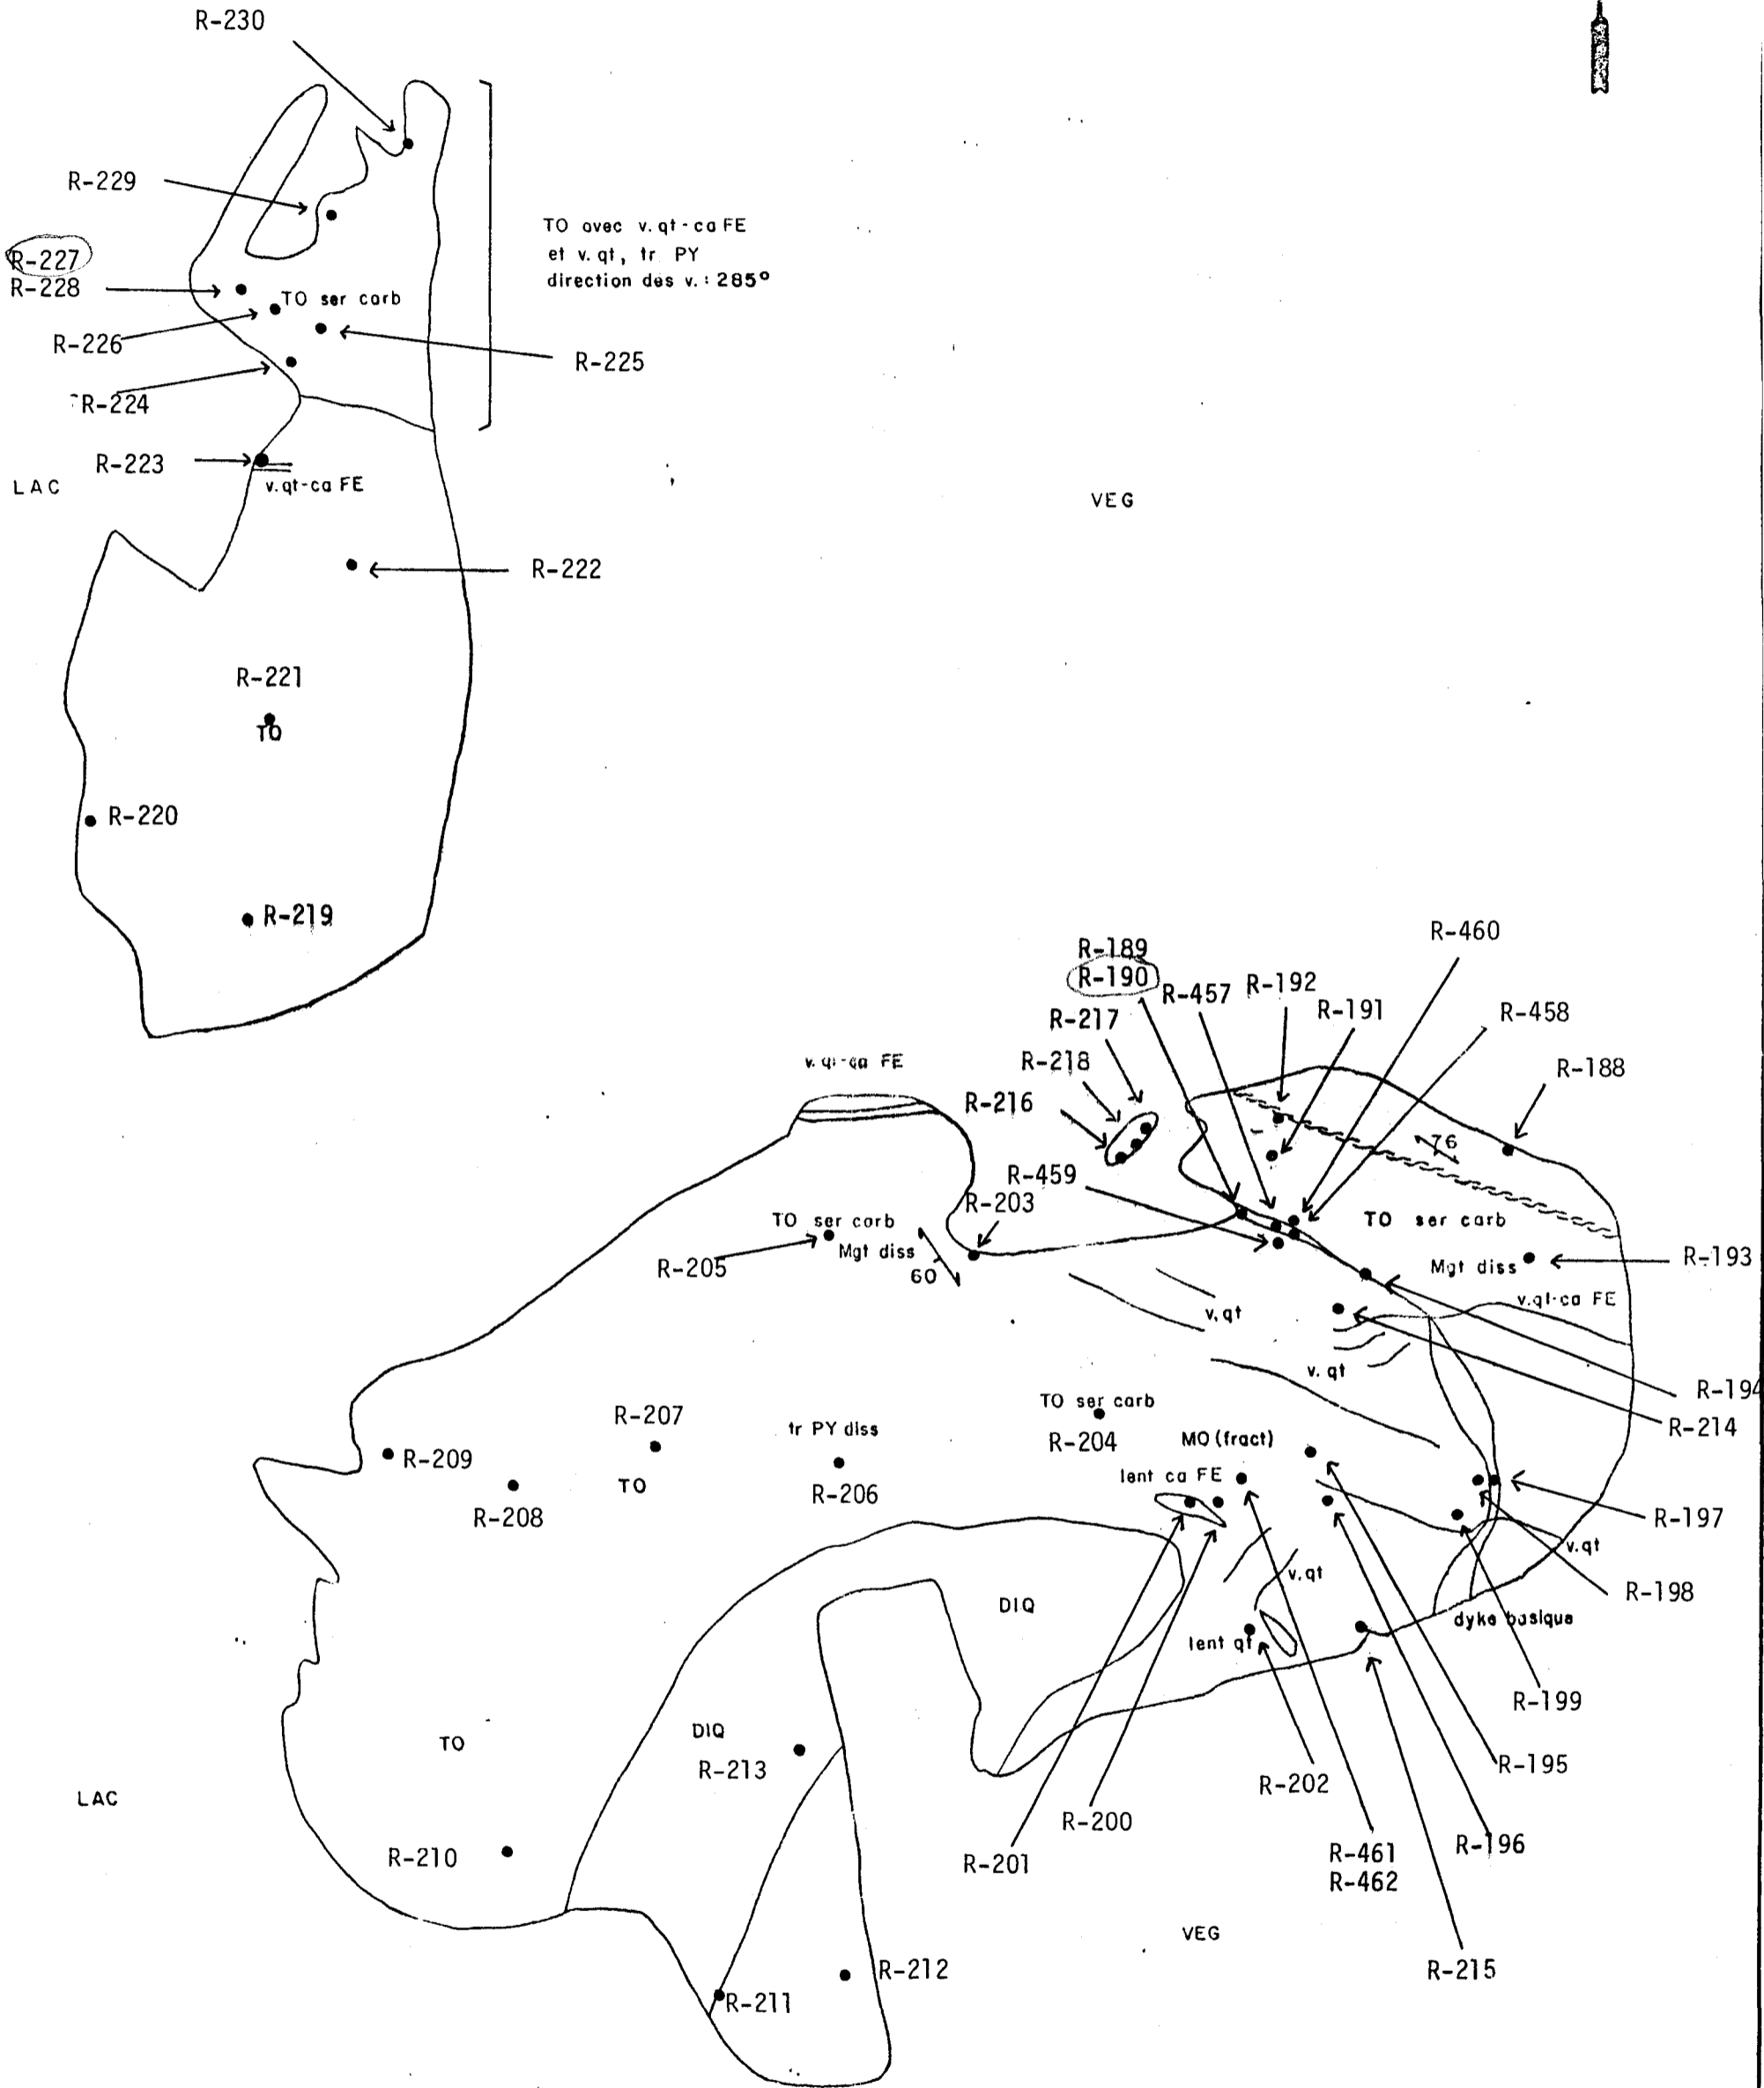 R-230
R-229
TO avec v.qt-ca FE
et v.qt, tr PY
direction des v.: 285°
R-227
R-228
TO ser carb
R-226
R-225
R-224
R-223
LAC
v.qt-ca FE
VEG
R-222
R-221
TO
R-220
R-219
R-460
R-189
R-190
R-457
R-192
R-191
R-458
R-217
R-218
R-216
v.qt-ca FE
R-188
76
R-459
R-203
TO ser carb
Mgt diss
R-205
60
TO ser carb
Mgt diss
R-193
v.qt-ca FE
v.qt
v.qt
R-194
R-214
TO ser carb
R-204
MO (fract)
R-207
tr PY diss
R-209
TO
R-206
R-208
lent ca FE
R-197
v.qt
v.qt
R-198
DIQ
dyke basique
lent qt
R-199
TO
DIQ
R-213
R-195
R-202
LAC
R-200
R-196
R-210
R-201
R-461
R-462
VEG
R-212
R-215
R-211